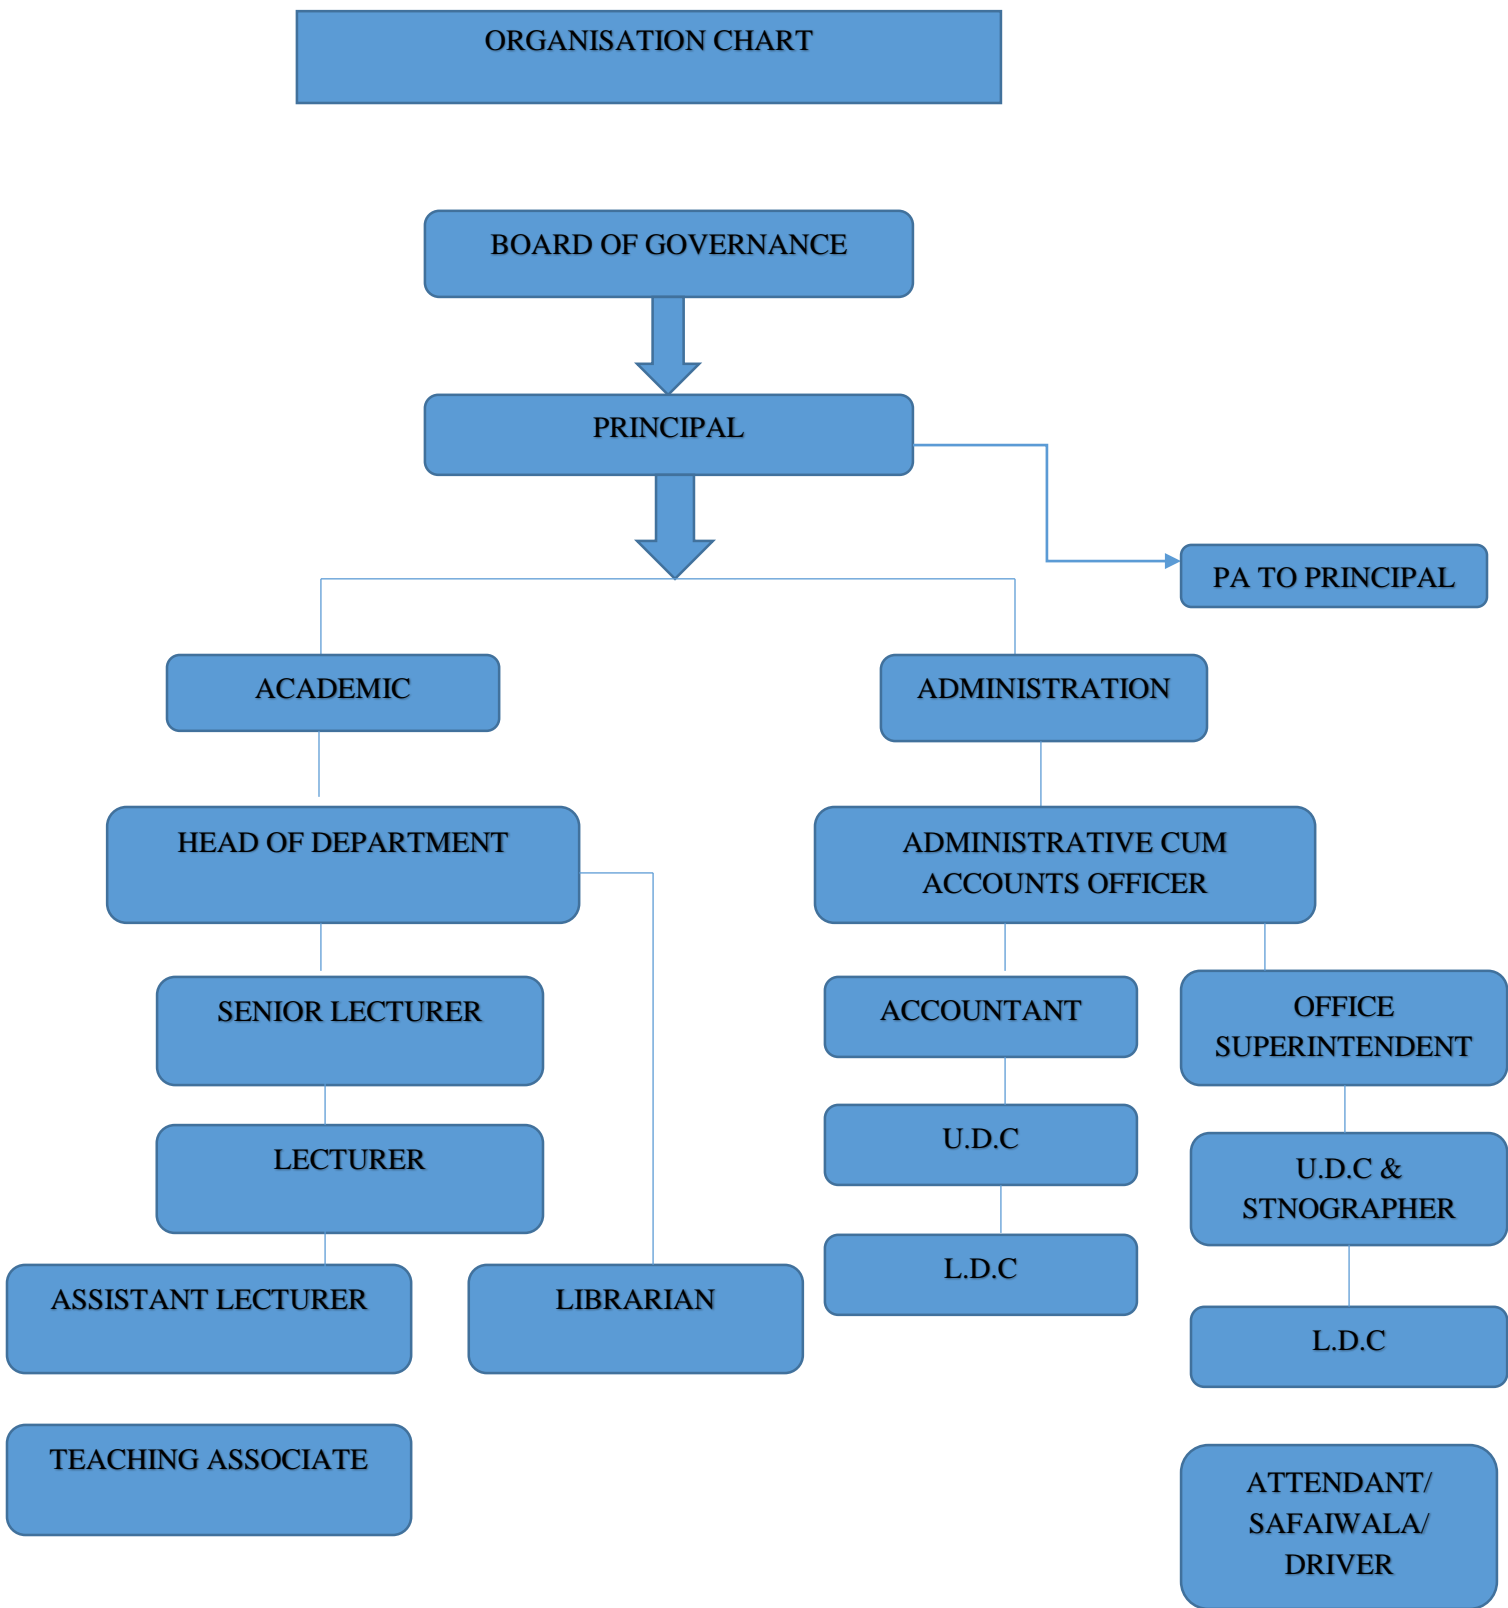 ORGANISATION CHART
BOARD OF GOVERNANCE
PRINCIPAL
PA TO PRINCIPAL
ACADEMIC
ADMINISTRATION
HEAD OF DEPARTMENT
ADMINISTRATIVE CUM
ACCOUNTS OFFICER
SENIOR LECTURER
ACCOUNTANT
OFFICE
SUPERINTENDENT
LECTURER
U.D.C
U.D.C &
STNOGRAPHER
ASSISTANT LECTURER
LIBRARIAN
L.D.C
L.D.C
TEACHING ASSOCIATE
ATTENDANT/
SAFAIWALA/
DRIVER